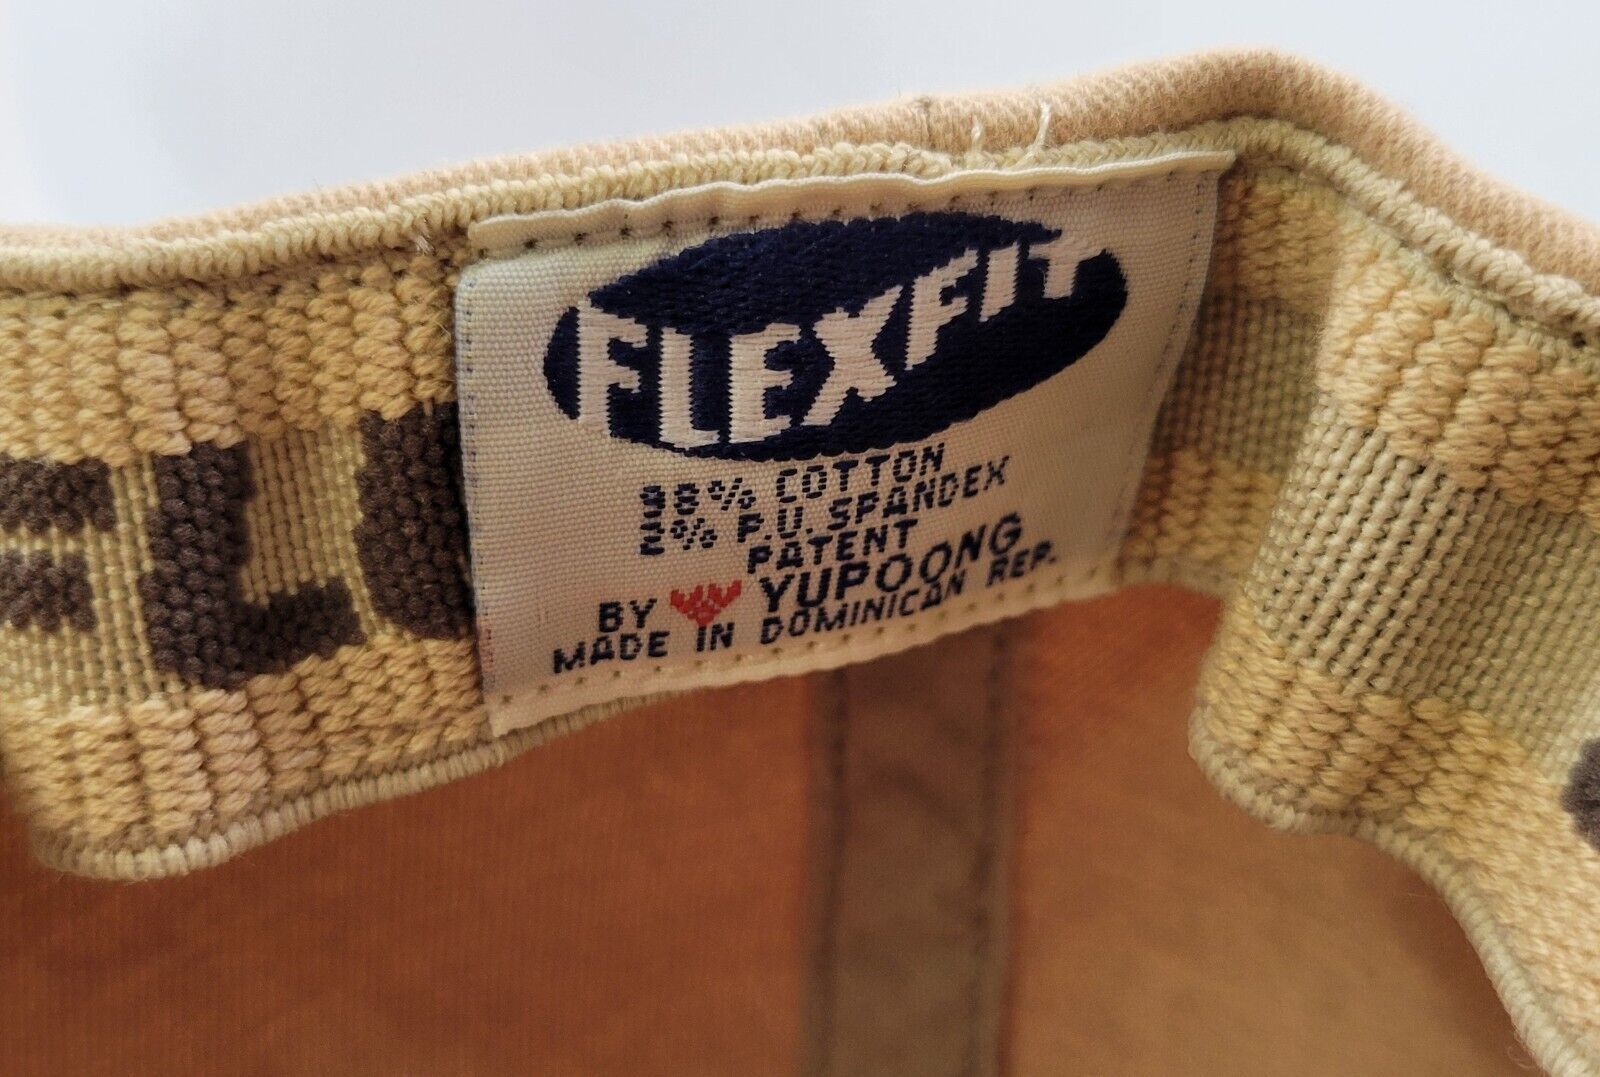 FLEXFIT
98% COTTON
2% P.U. SPANDEX
PATENT
BY YUPOONG
MADE IN DOMINICAN REP.